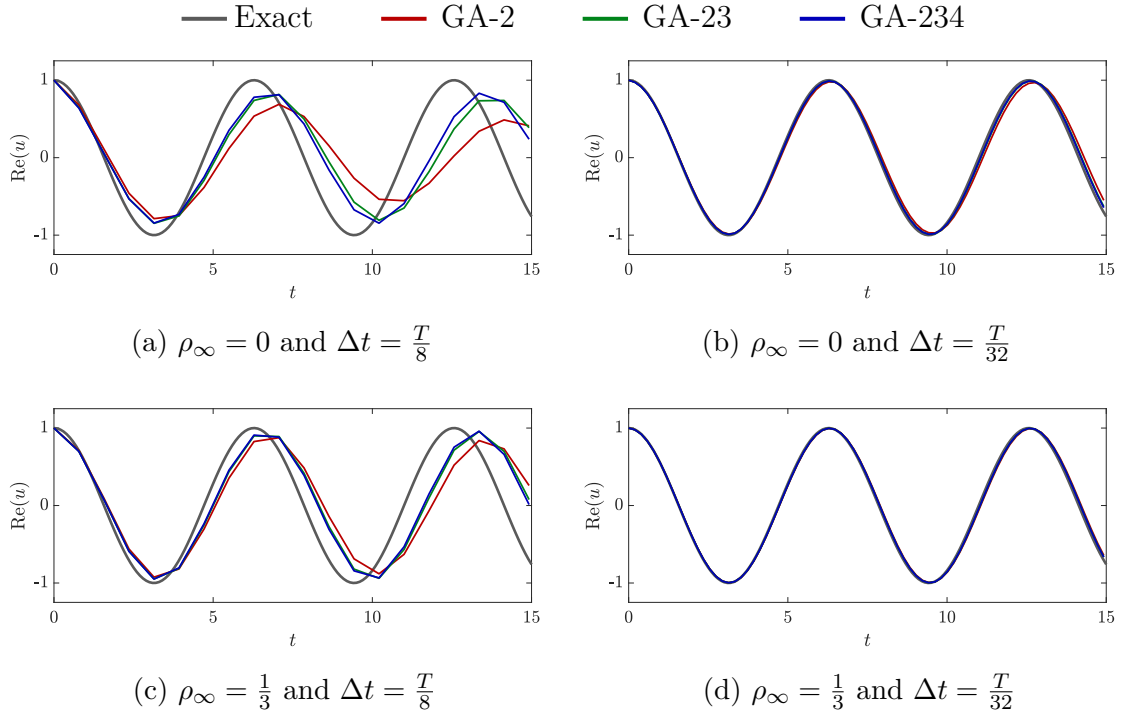 Exact GA-2 GA-23 GA-234
1
0
-1
Re(u)
0 5 10 15
t
(a) ρ∞ = 0 and Δt = T/8
1
0
-1
Re(u)
0 5 10 15
t
(b) ρ∞ = 0 and Δt = T/32
1
0
-1
Re(u)
0 5 10 15
t
(c) ρ∞ = 1/3 and Δt = T/8
1
0
-1
Re(u)
0 5 10 15
t
(d) ρ∞ = 1/3 and Δt = T/32